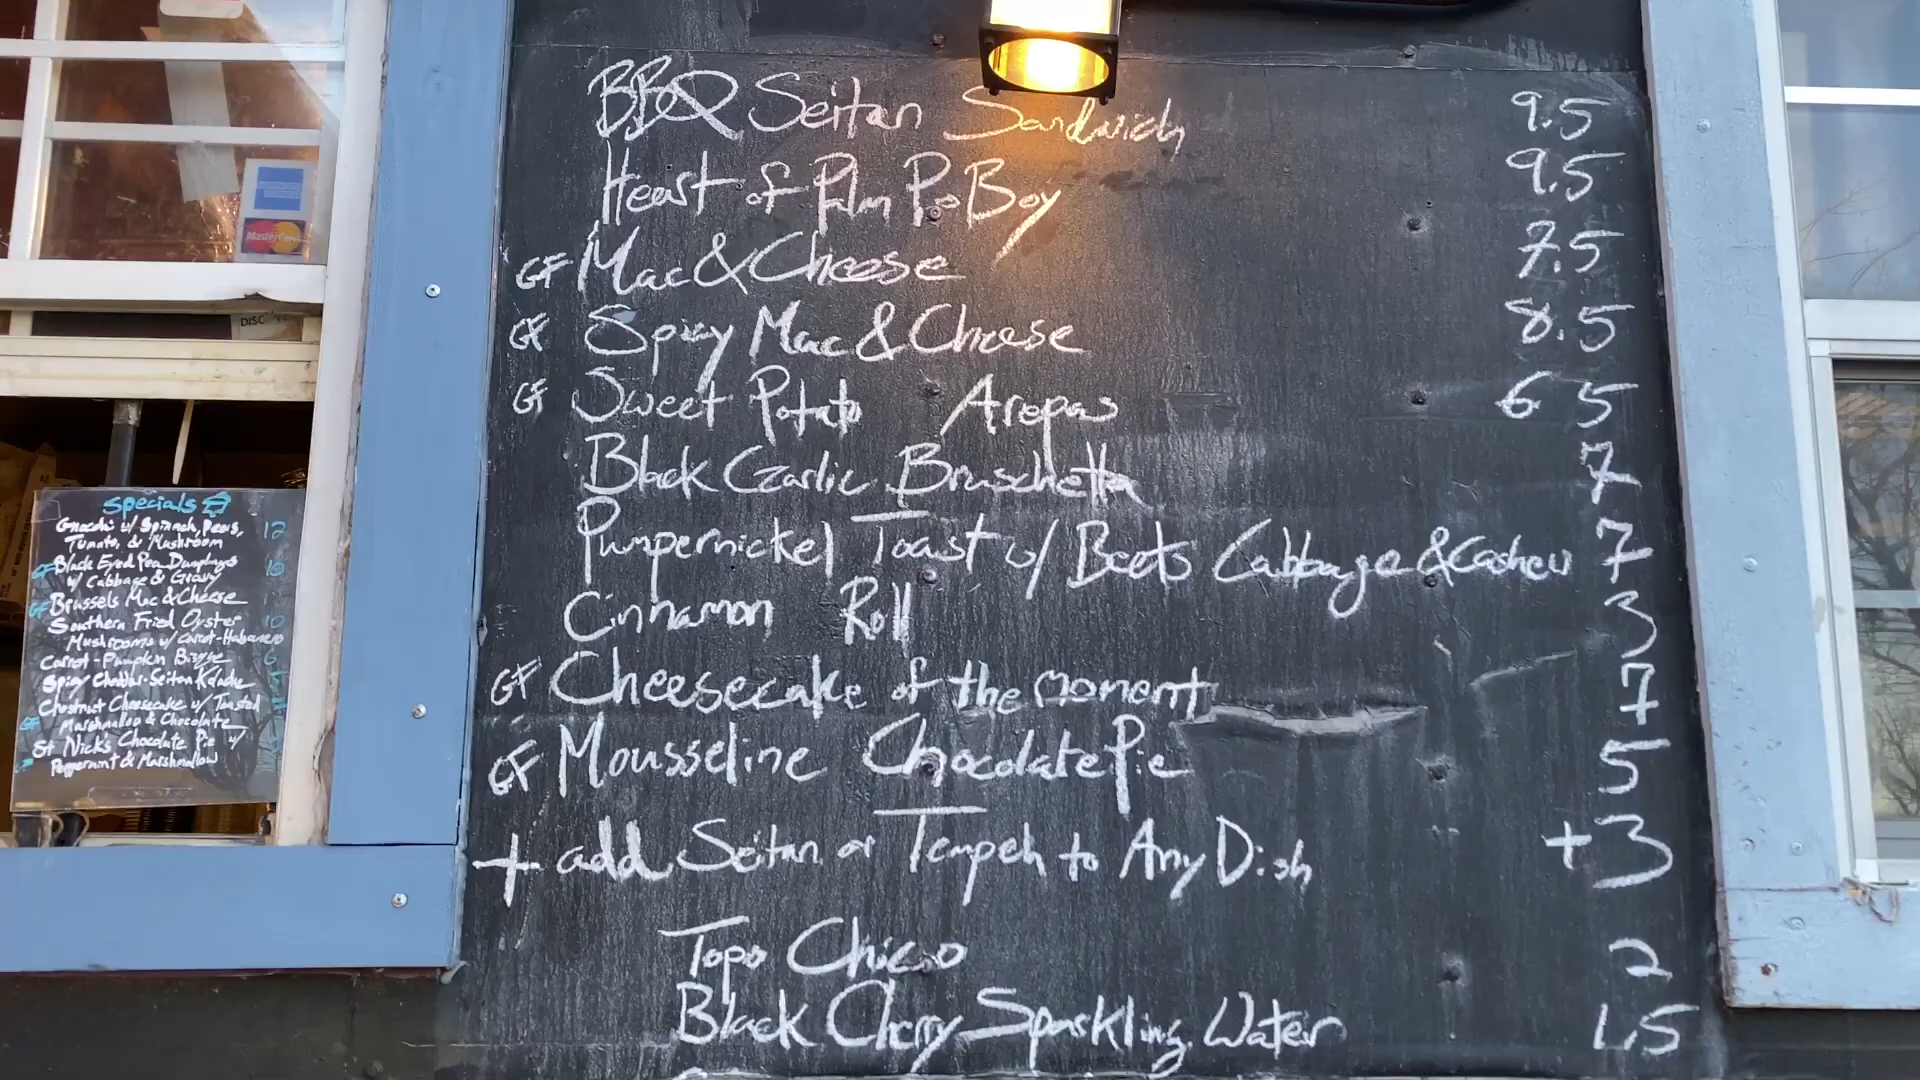 BBQ Seitan Sandwich 9.5
Heart of Palm Po Boy 9.5
GF Mac & Cheese 7.5
GF Spicy Mac & Cheese 8.5
GF Sweet Potato Arepas 6 5
Black Garlic Bruschetta 7
Pumpernickel Toast w/ Beets Cabbage & Cashew 7
Cinnamon Roll 3
GF Cheesecake of the moment 7
GF Mousseline Chocolate Pie 5
+ add Seitan or Tempeh to Any Dish +3
Topo Chico 2
Black Cherry Sparkling Water 1.5
MasterCard
DISC VE
Specials
Gnocchi w/ Spinach, Peas, 12
Tomato, & Mushroom
GF Black Eyed Pea Dumplings 10
w/ Cabbage & Gravy
GF Brussels Mac & Cheese
Southern Fried Oyster 10
Mushrooms w/ Carrot-Habanero
Carrot-Pumpkin Bisque 6
Spicy Cheddar-Seitan Kolache
Chestnut Cheesecake w/ Toasted
GF Marshmallow & Chocolate
St Nick's Chocolate Pie w/
Peppermint & Marshmallow